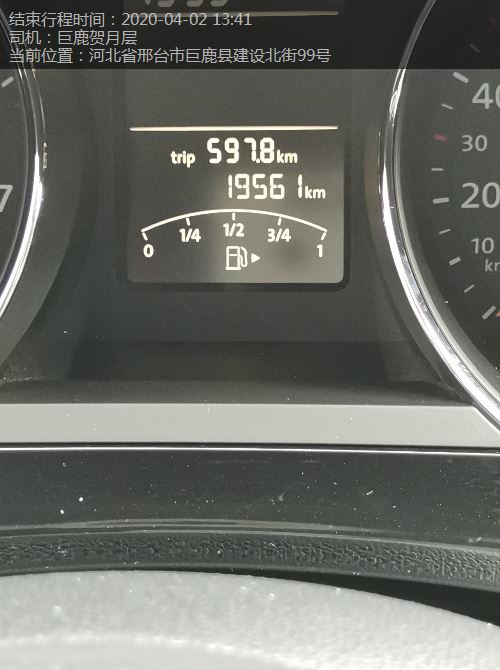 结束行程时间：2020-04-02 13:41
司机：巨鹿贺月层
当前位置：河北省邢台市巨鹿县建设北街99号
trip 597.8 km
19561 km
0 1/4 1/2 3/4 1
7
40
30
20
10
km